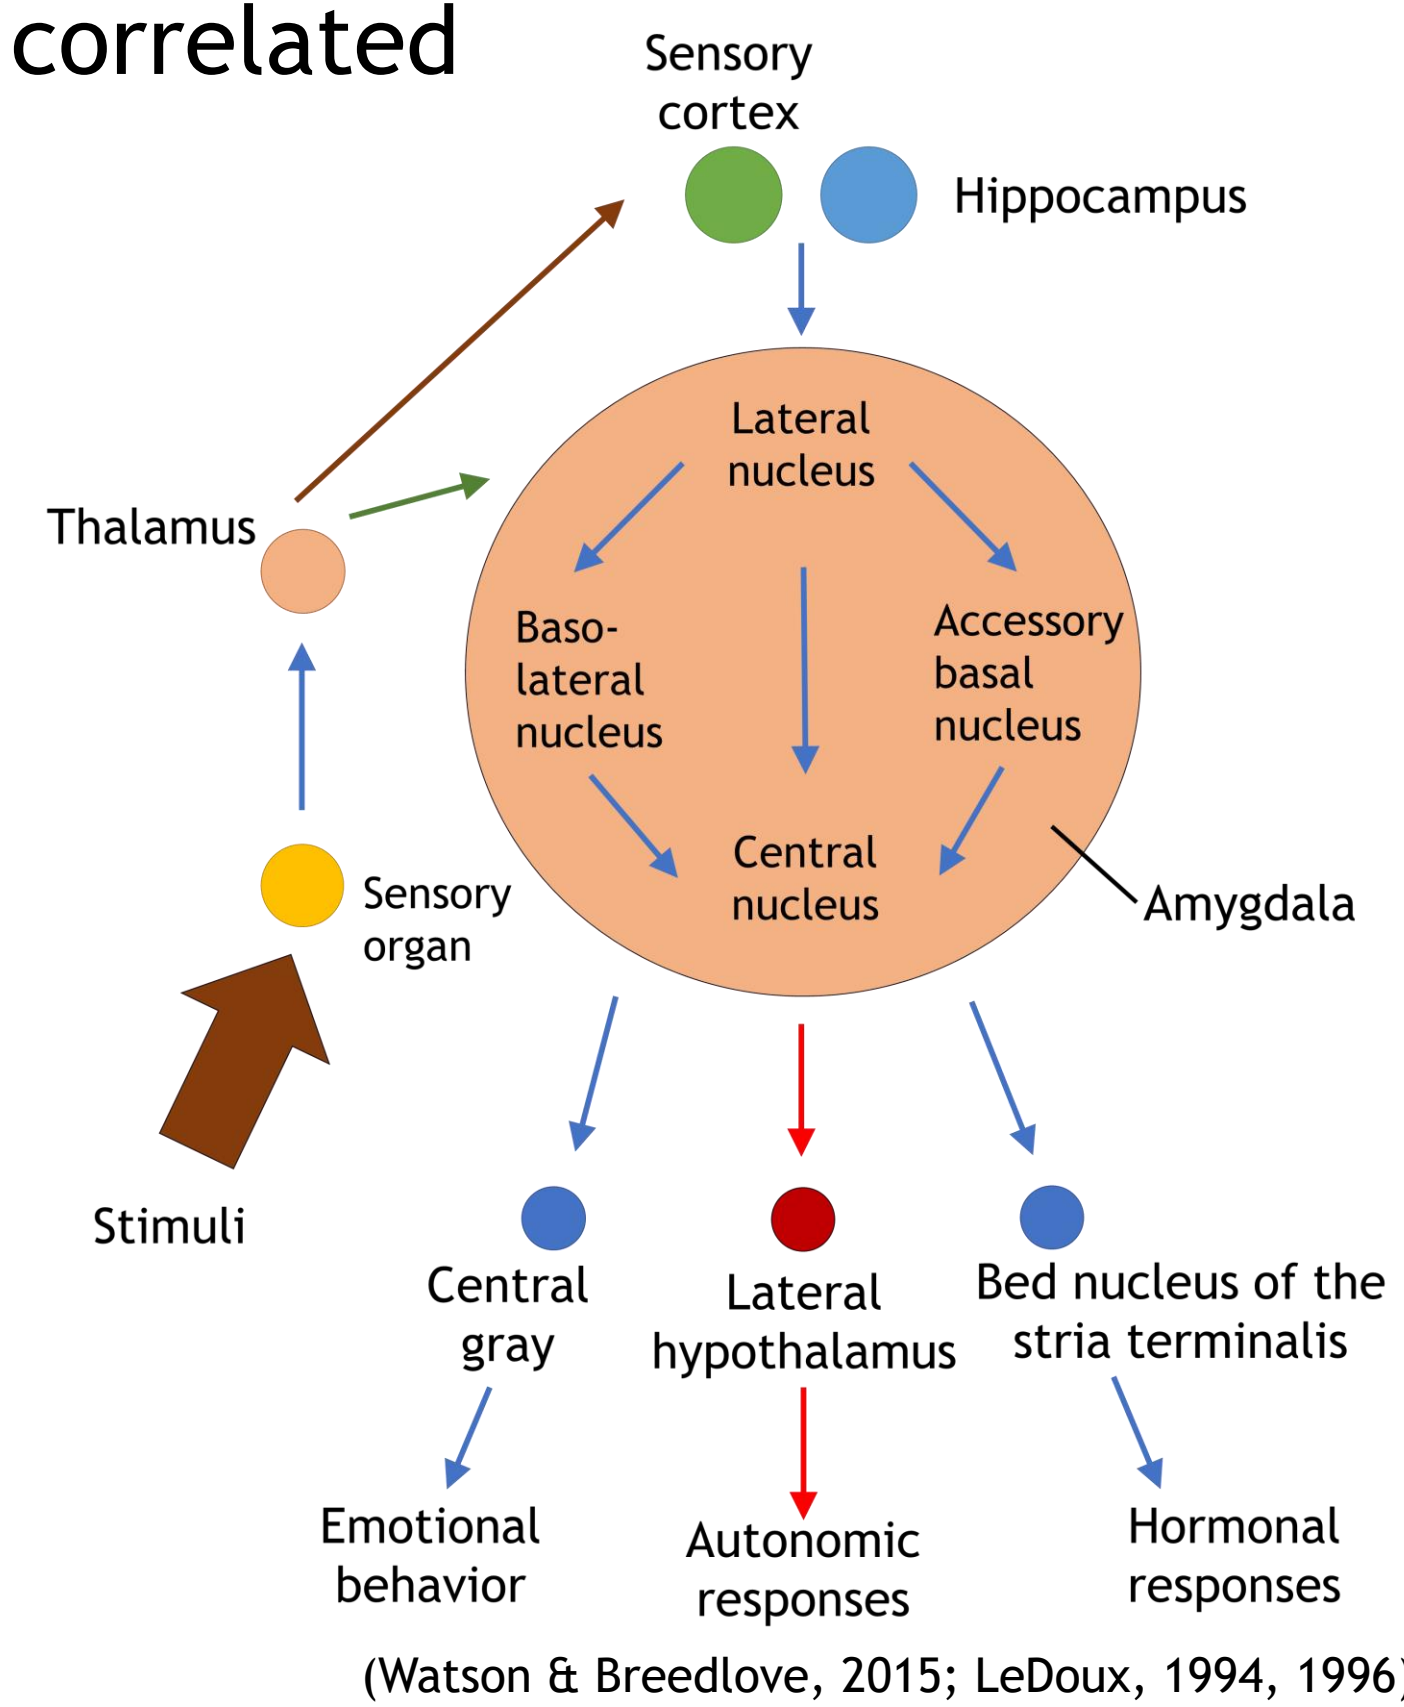 correlated
Sensory
cortex
Hippocampus
Lateral
nucleus
Thalamus
Baso-
lateral
nucleus
Accessory
basal
nucleus
Central
nucleus
Amygdala
Sensory
organ
Stimuli
Central
gray
Lateral
hypothalamus
Bed nucleus of the
stria terminalis
Emotional
behavior
Autonomic
responses
Hormonal
responses
(Watson & Breedlove, 2015; LeDoux, 1994, 1996)